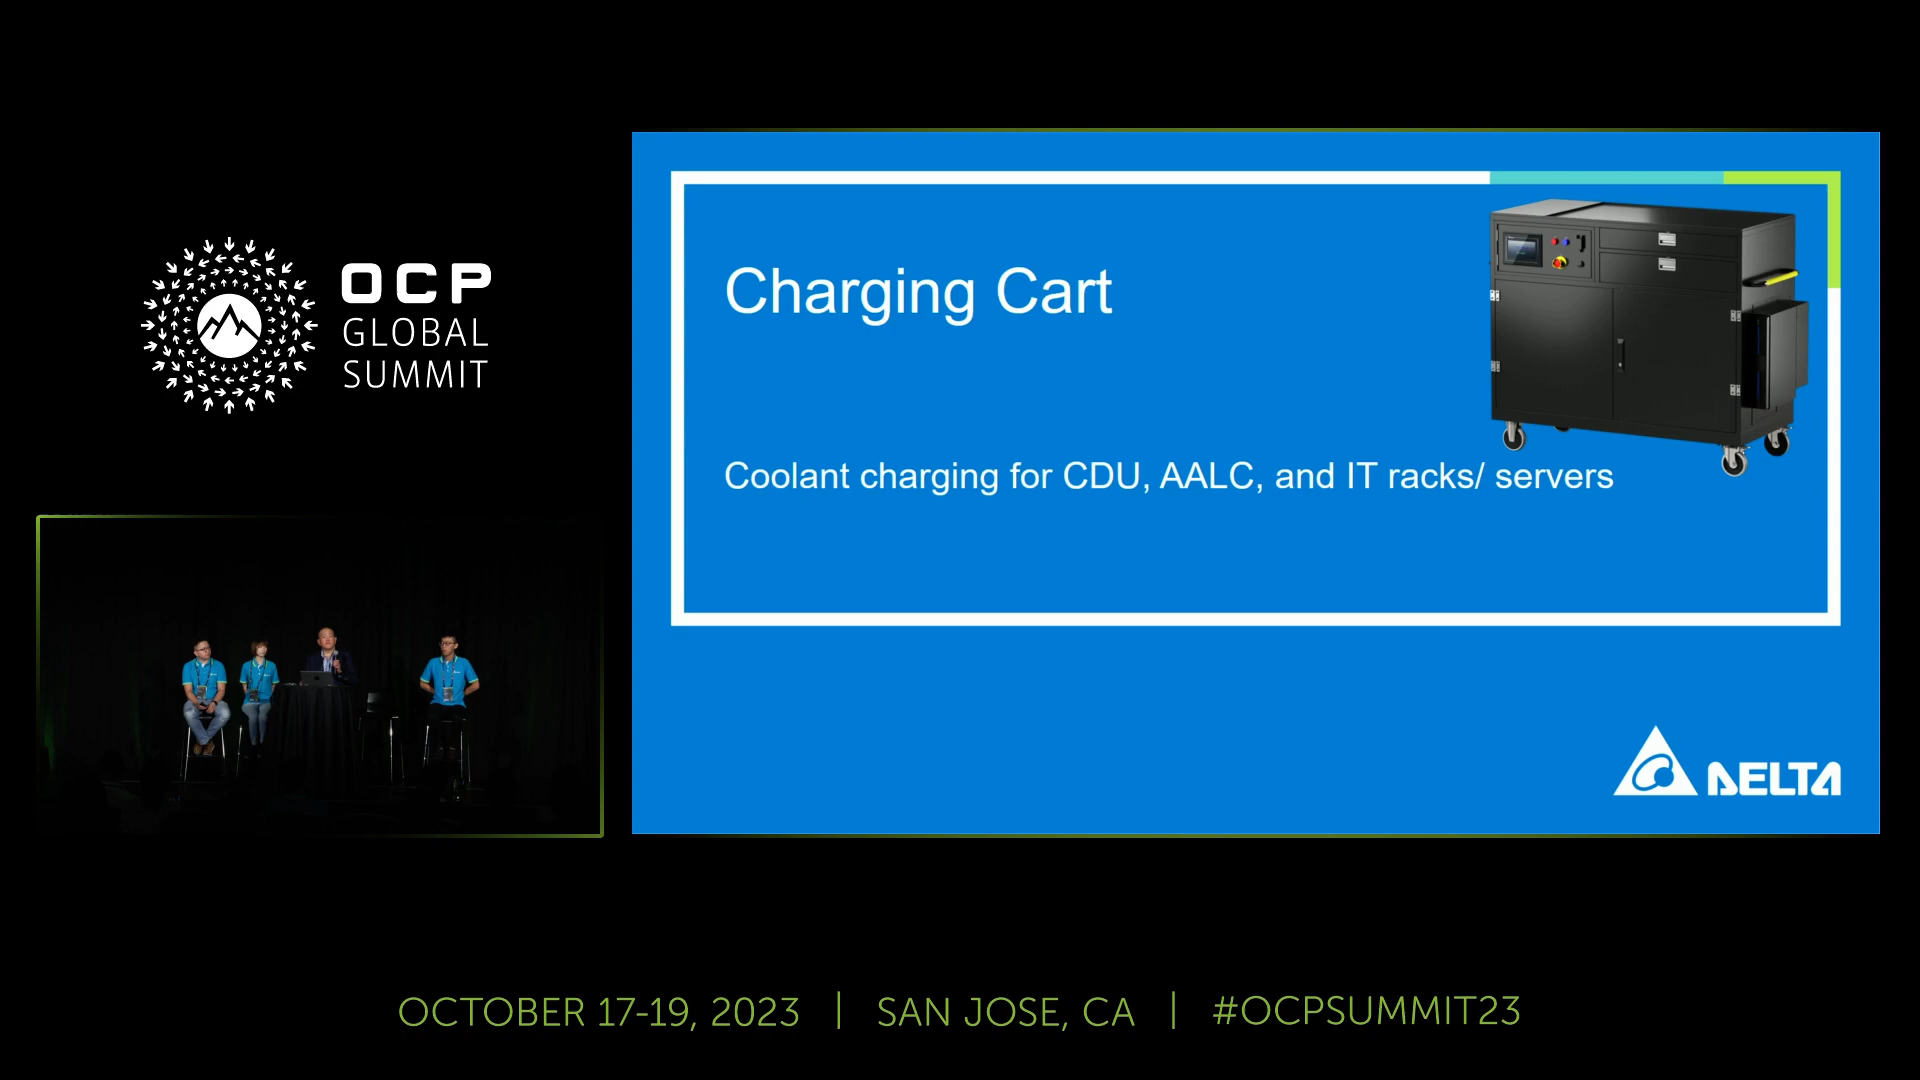 OCP
GLOBAL
SUMMIT
Charging Cart
Coolant charging for CDU, AALC, and IT racks/ servers
DELTA
OCTOBER 17-19, 2023 | SAN JOSE, CA | #OCPSUMMIT23